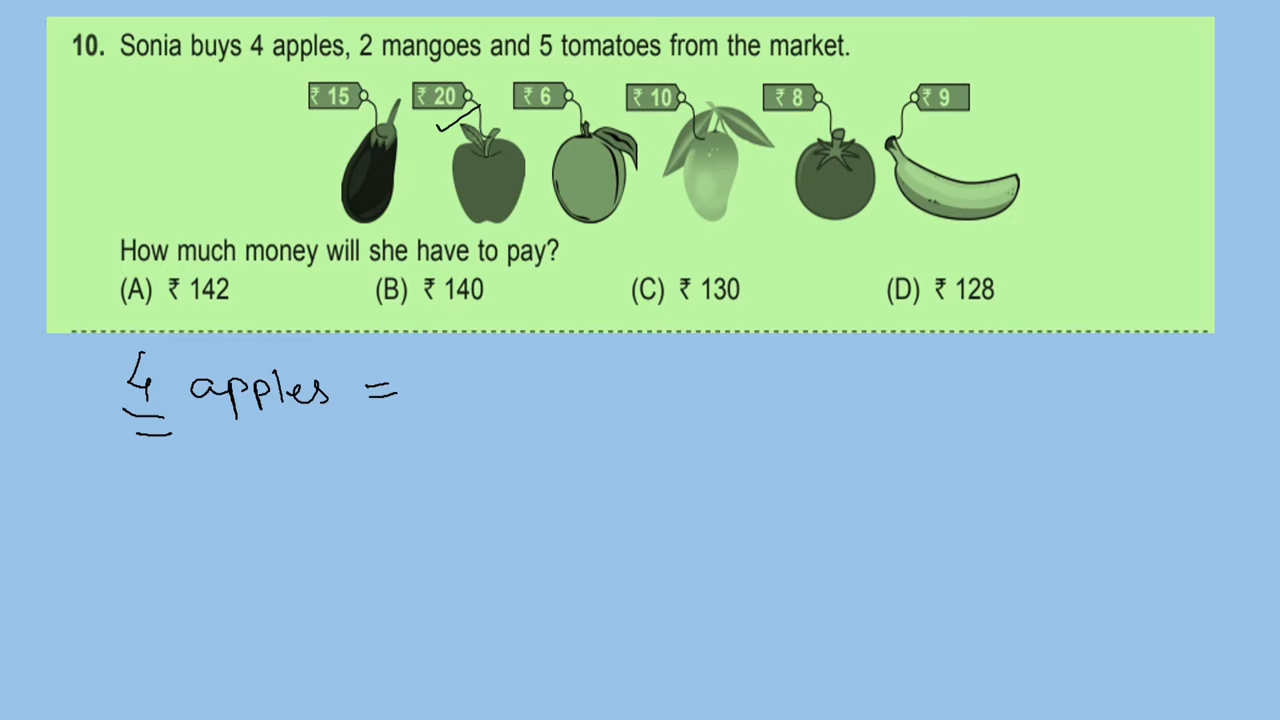 10. Sonia buys 4 apples, 2 mangoes and 5 tomatoes from the market.
₹ 15 ₹ 20 ₹ 6 ₹ 10 ₹ 8 ₹ 9
How much money will she have to pay?
(A) ₹ 142 (B) ₹ 140 (C) ₹ 130 (D) ₹ 128
4 apples =